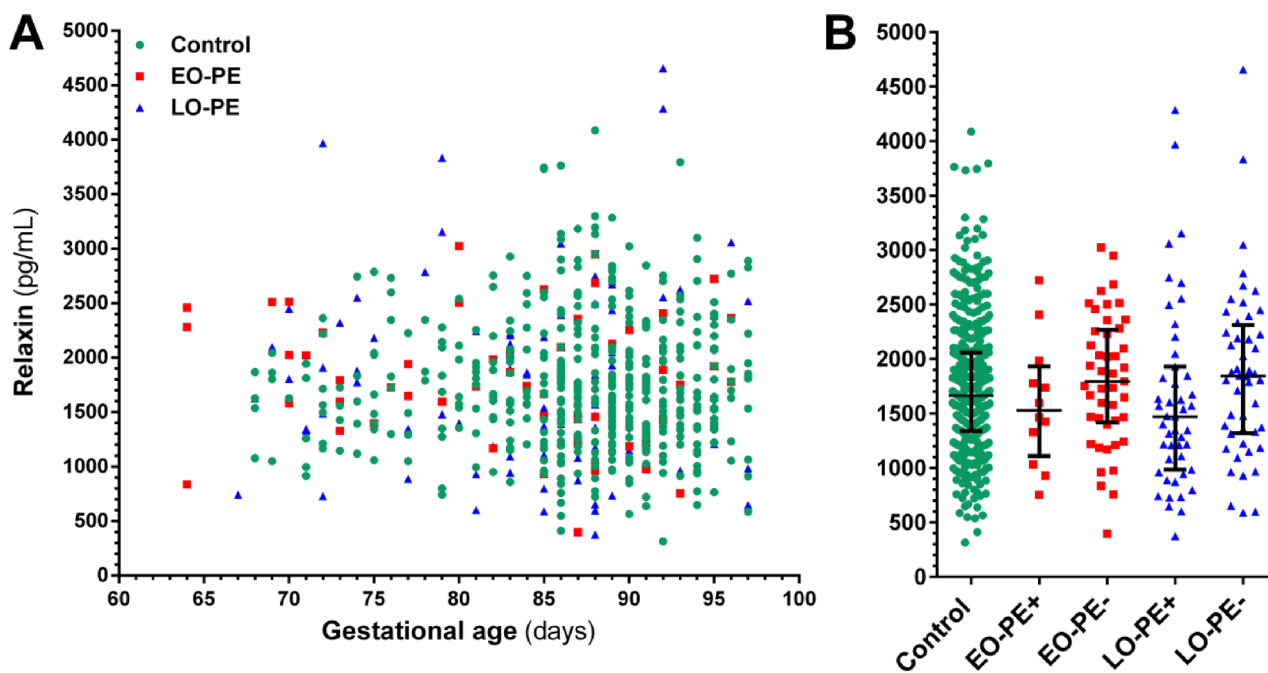 A
Control
EO-PE
LO-PE
5000
4500
4000
3500
3000
2500
2000
1500
1000
500
0
Relaxin (pg/mL)
60 65 70 75 80 85 90 95 100
Gestational age (days)
B
5000
4500
4000
3500
3000
2500
2000
1500
1000
500
0
Control
EO-PE+
EO-PE-
LO-PE+
LO-PE-